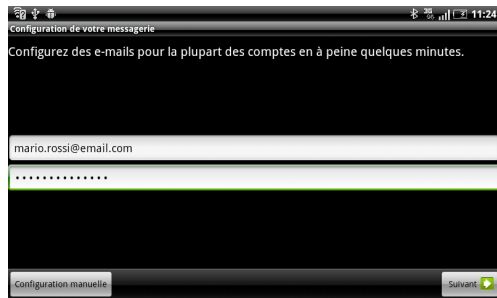 11:24
Configuration de votre messagerie
Configurez des e-mails pour la plupart des comptes en à peine quelques minutes.
mario.rossi@email.com
••••••••••••••
Configuration manuelle
Suivant